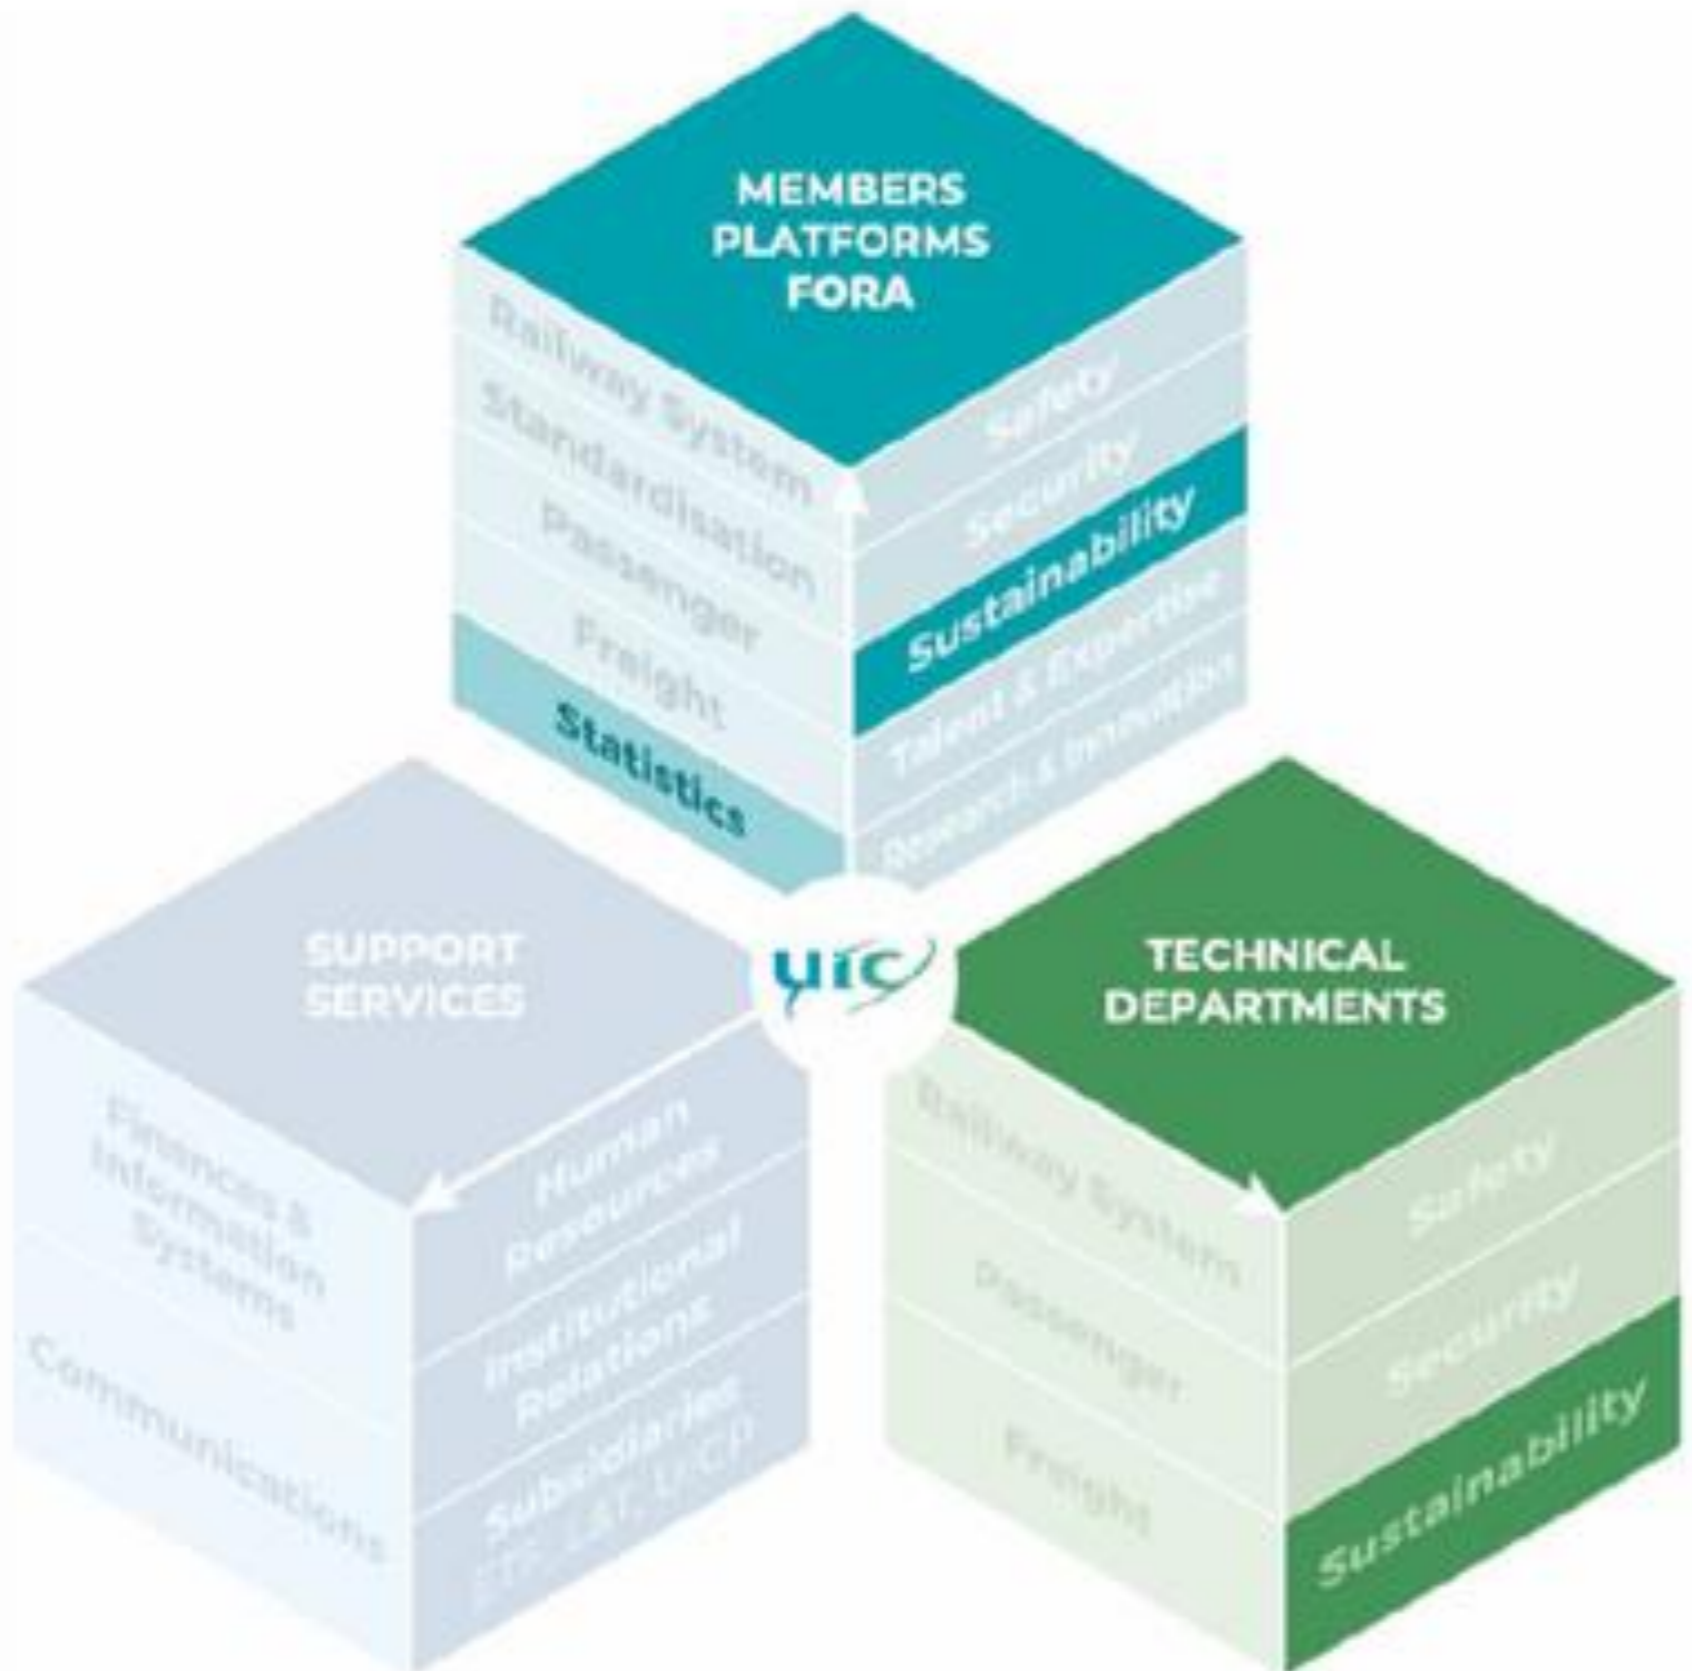 MEMBERS
PLATFORMS
FORA
Railway System
Standardisation
Passenger
Freight
Statistics
Safety
Security
Sustainability
Talent & Expertise
Research & Innovation
SUPPORT
SERVICES
Finances &
Information
Systems
Communications
Human
Resources
Institutional
Relations
Subsidiaries
uic
TECHNICAL
DEPARTMENTS
Railway System
Passenger
Freight
Safety
Security
Sustainability